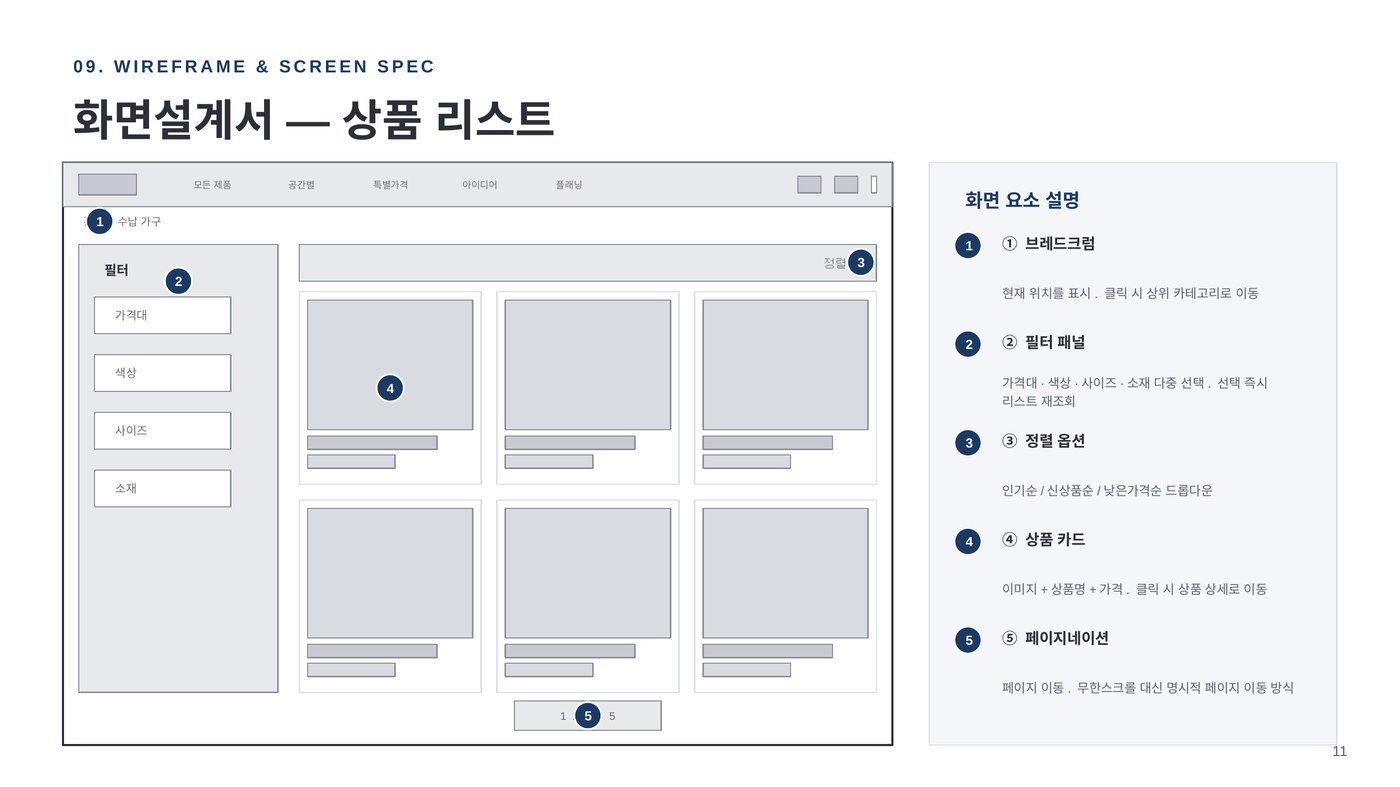 09. WIREFRAME & SCREEN SPEC
화면설계서 — 상품 리스트
모든 제품 공간별 특별가격 아이디어 플래닝
1 수납 가구
필터
2
가격대
색상
사이즈
소재
정렬 3
4
1 5 5
화면 요소 설명
1 ① 브레드크럼
현재 위치를 표시 . 클릭 시 상위 카테고리로 이동
2 ② 필터 패널
가격대 · 색상 · 사이즈 · 소재 다중 선택 . 선택 즉시
리스트 재조회
3 ③ 정렬 옵션
인기순 / 신상품순 / 낮은가격순 드롭다운
4 ④ 상품 카드
이미지 + 상품명 + 가격 . 클릭 시 상품 상세로 이동
5 ⑤ 페이지네이션
페이지 이동 . 무한스크롤 대신 명시적 페이지 이동 방식
11